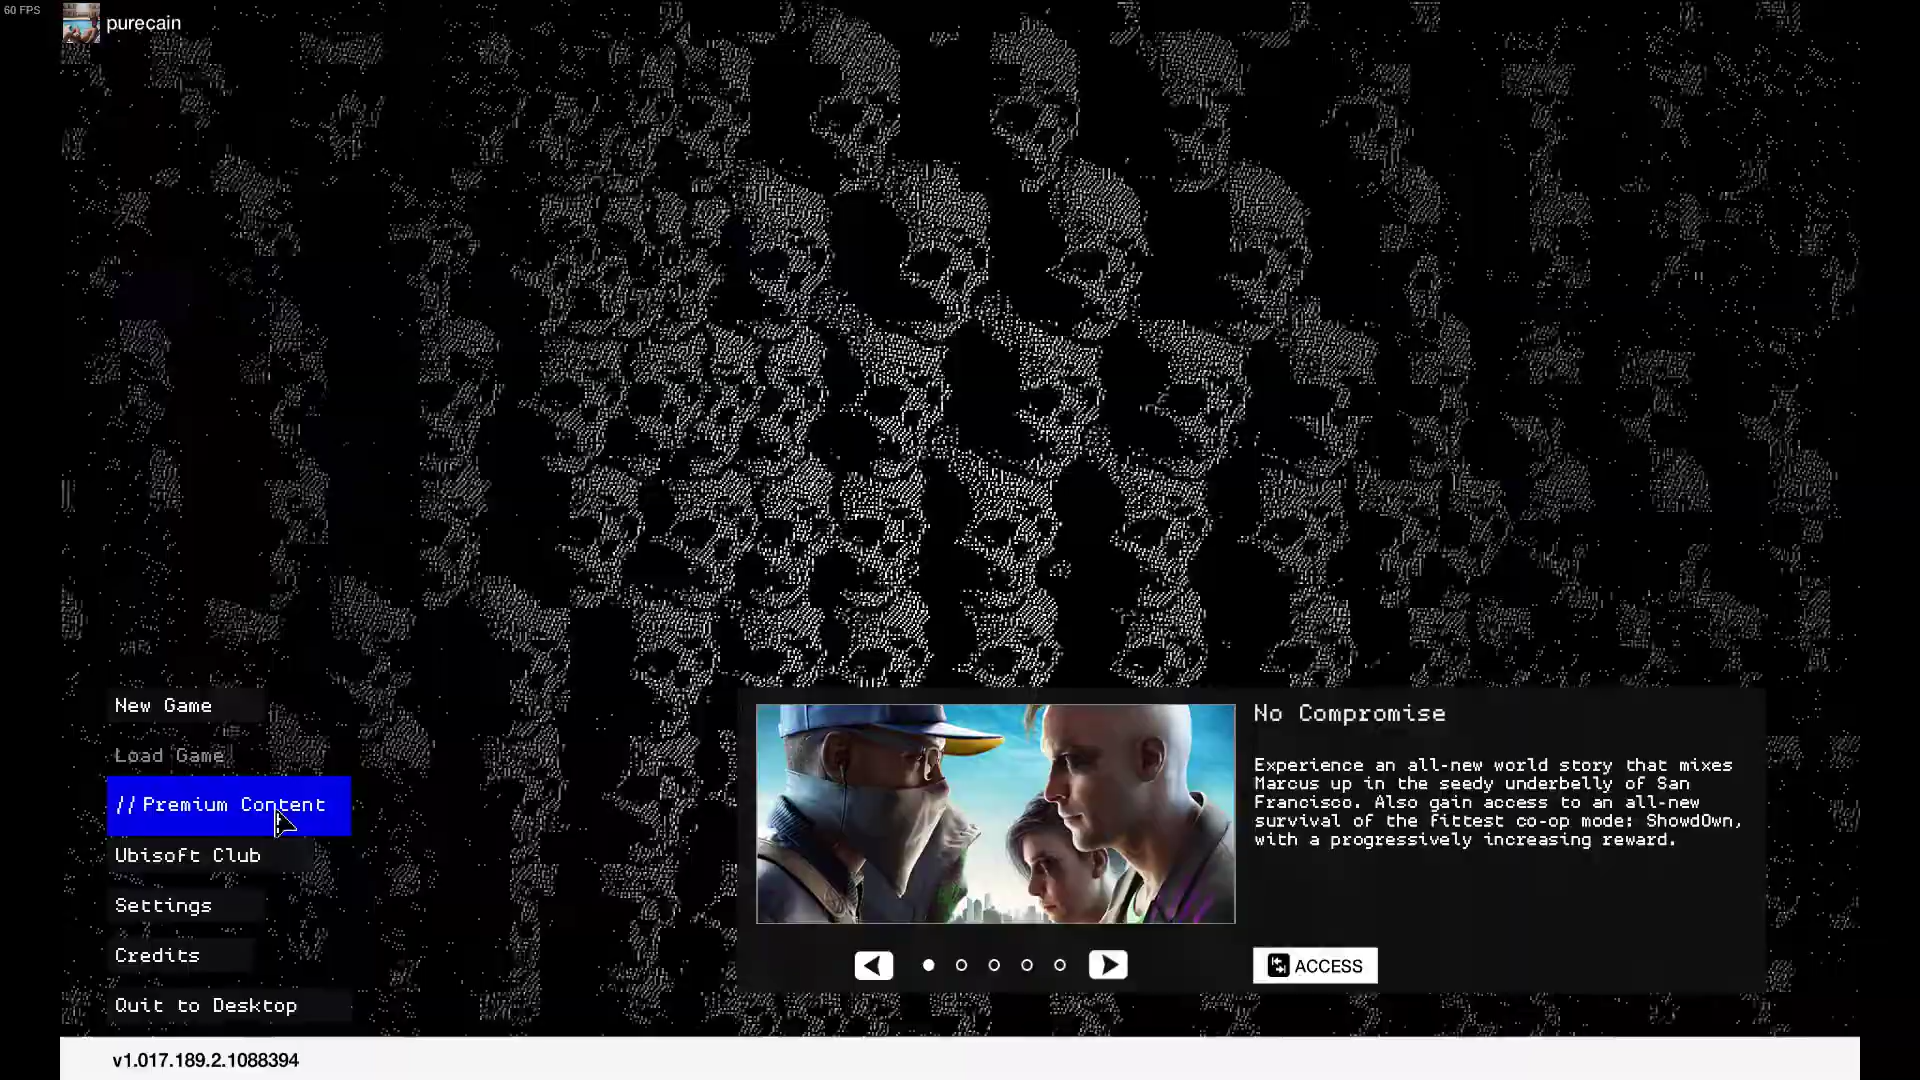 60 FPS
purecain
New Game
Load Game
// Premium Content
Ubisoft Club
Settings
Credits
Quit to Desktop
No Compromise
Experience an all-new world story that mixes
Marcus up in the seedy underbelly of San
Francisco. Also gain access to an all-new
survival of the fittest co-op mode: ShowdOwn,
with a progressively increasing reward.
ACCESS
v1.017.189.2.1088394